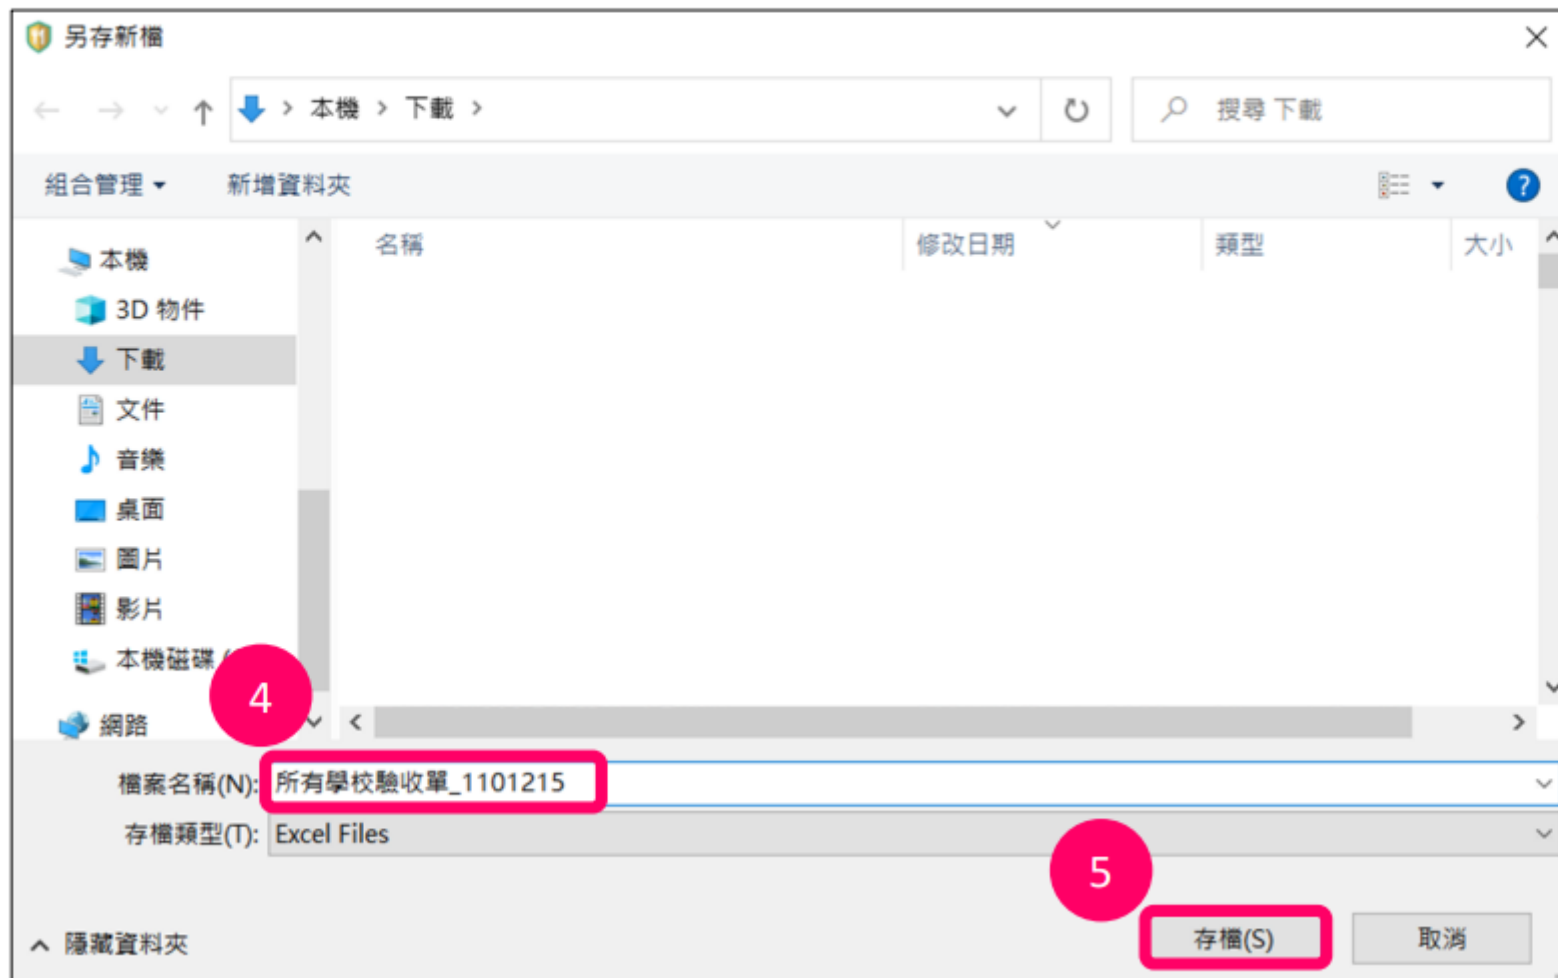 另存新檔
本機 > 下載 >
搜尋 下載
組合管理
新增資料夾
?
名稱
修改日期
類型
大小
本機
3D 物件
下載
文件
音樂
桌面
圖片
影片
本機磁碟
網路
4
檔案名稱(N): 所有學校驗收單_1101215
存檔類型(T): Excel Files
5
隱藏資料夾
存檔(S)
取消